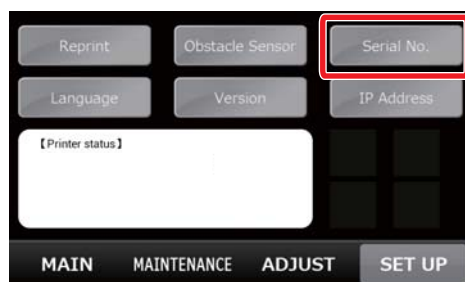 Reprint Obstacle Sensor Serial No.
Language Version IP Address
【Printer status】
MAIN MAINTENANCE ADJUST SET UP